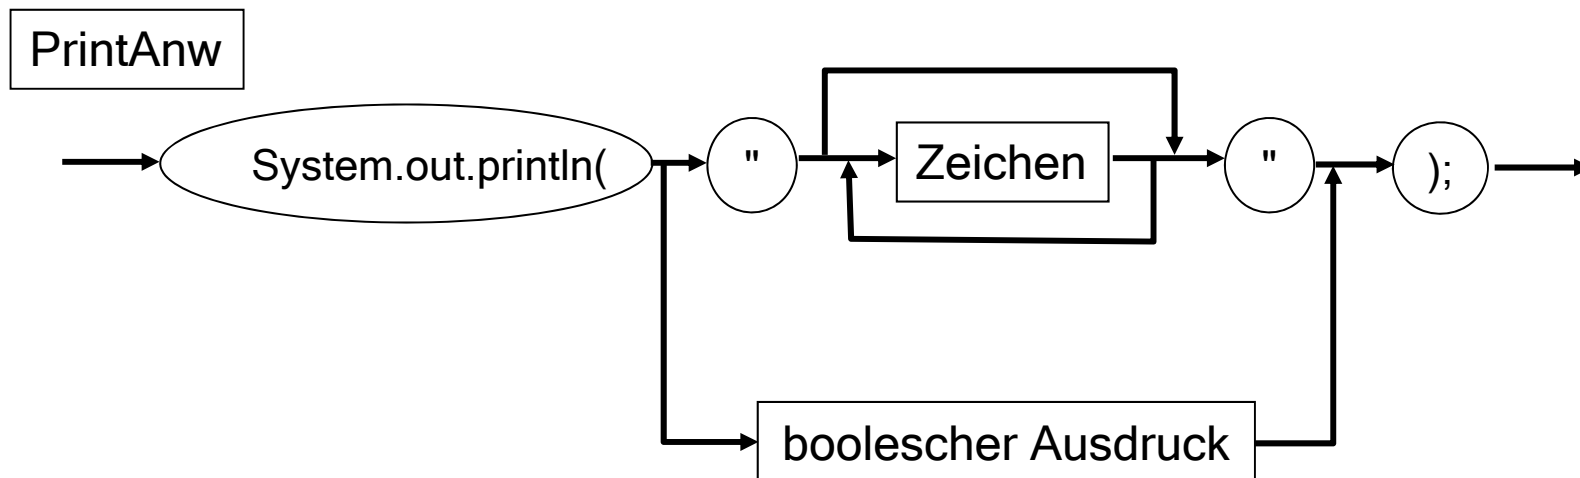 PrintAnw
System.out.println( " Zeichen " );
boolescher Ausdruck